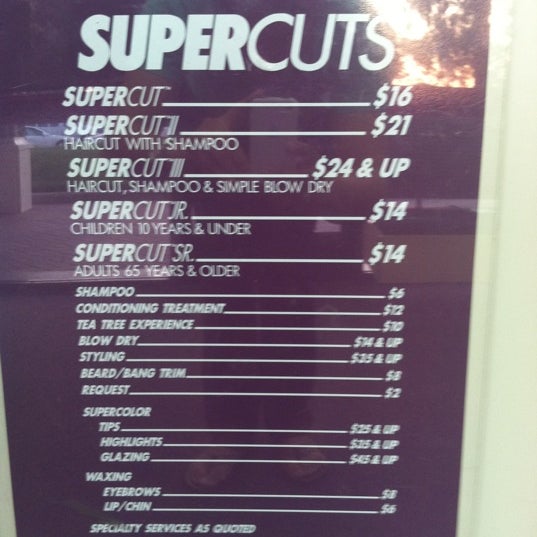 SUPERCUTS
SUPERCUT™ $16
SUPERCUT II $21
HAIRCUT WITH SHAMPOO
SUPERCUT III $24 & UP
HAIRCUT, SHAMPOO & SIMPLE BLOW DRY
SUPERCUT JR. $14
CHILDREN 10 YEARS & UNDER
SUPERCUT SR. $14
ADULTS 65 YEARS & OLDER
SHAMPOO $6
CONDITIONING TREATMENT $12
TEA TREE EXPERIENCE $10
BLOW DRY $14 & UP
STYLING $35 & UP
BEARD/BANG TRIM $8
REQUEST $2
SUPERCOLOR
TIPS $25 & UP
HIGHLIGHTS $35 & UP
GLAZING $45 & UP
WAXING
EYEBROWS $8
LIP/CHIN $6
SPECIALTY SERVICES AS QUOTED